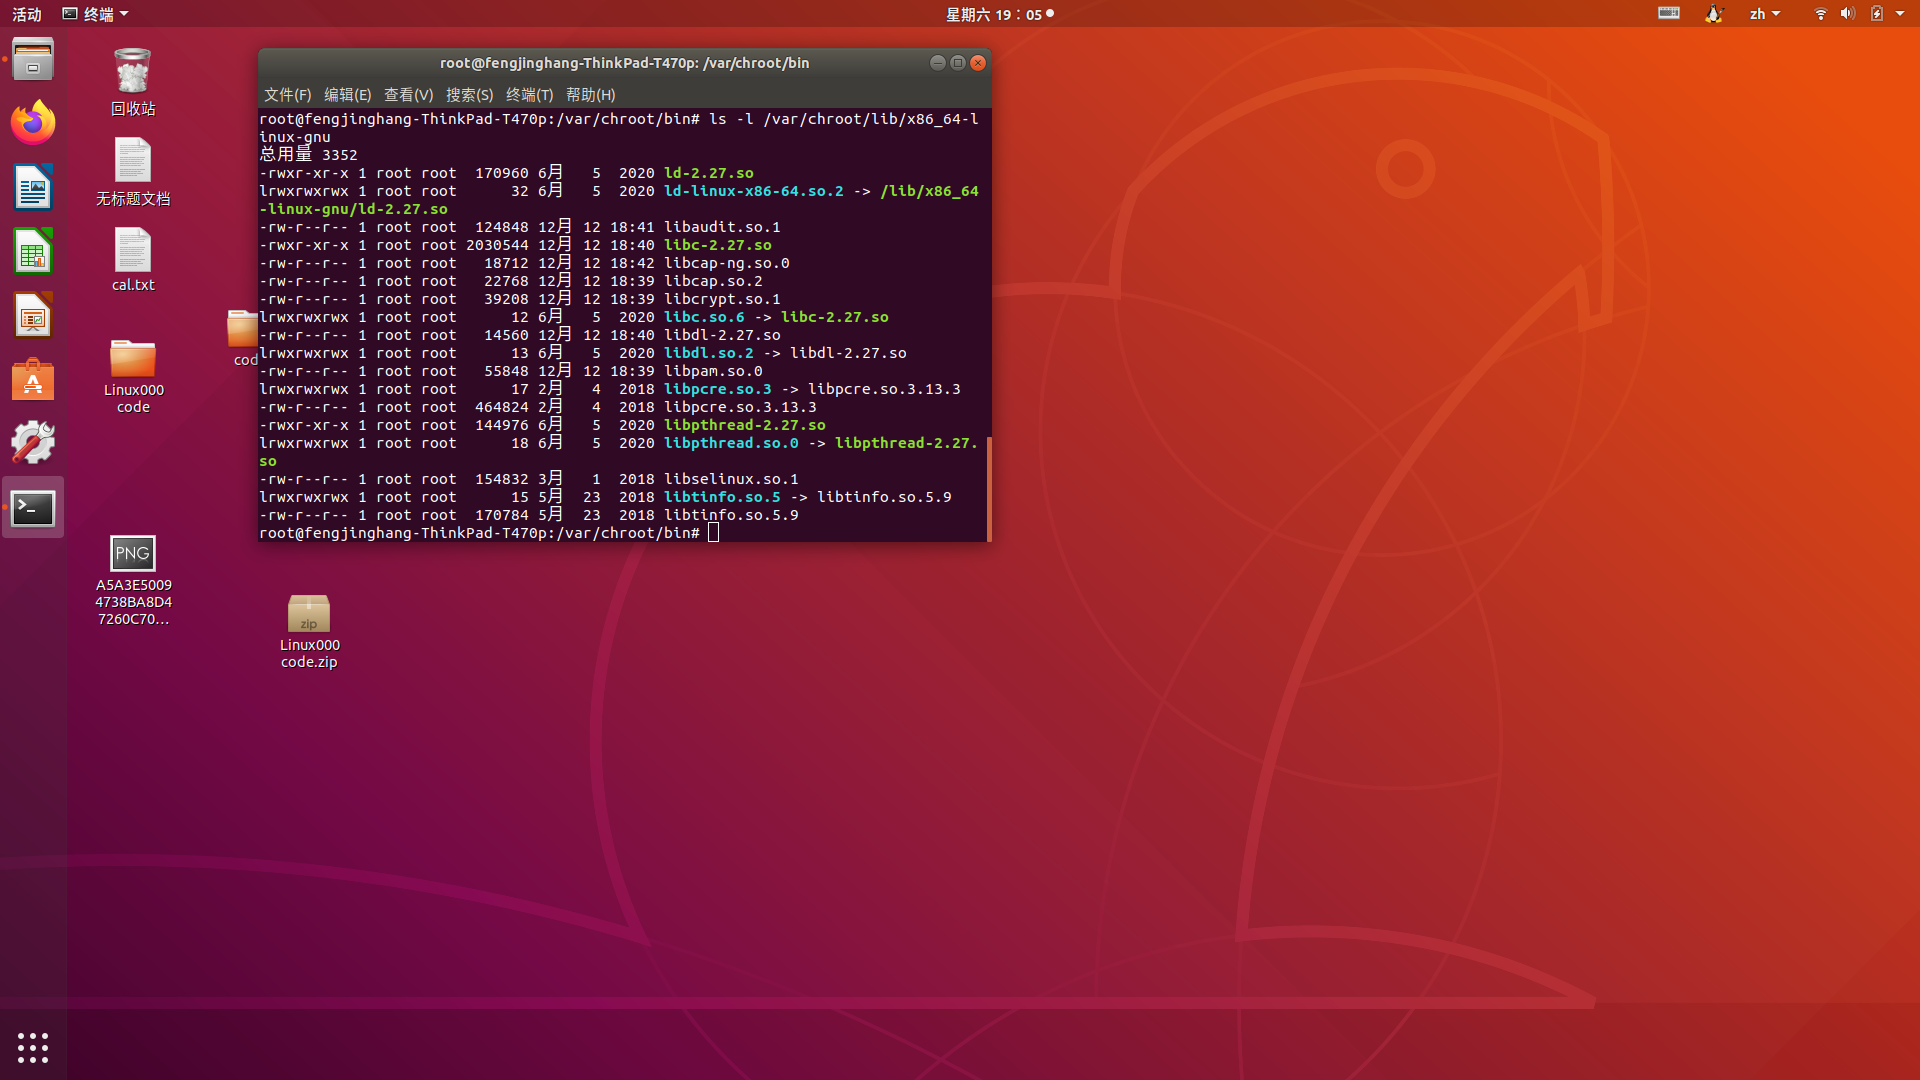 活动 终端 星期六 19：05 zh
root@fengjinghang-ThinkPad-T470p: /var/chroot/bin
文件(F) 编辑(E) 查看(V) 搜索(S) 终端(T) 帮助(H)
root@fengjinghang-ThinkPad-T470p:/var/chroot/bin# ls -l /var/chroot/lib/x86_64-l
inux-gnu
总用量 3352
-rwxr-xr-x 1 root root  170960 6月   5  2020 ld-2.27.so
lrwxrwxrwx 1 root root      32 6月   5  2020 ld-linux-x86-64.so.2 -> /lib/x86_64
-linux-gnu/ld-2.27.so
-rw-r--r-- 1 root root  124848 12月 12 18:41 libaudit.so.1
-rwxr-xr-x 1 root root 2030544 12月 12 18:40 libc-2.27.so
-rw-r--r-- 1 root root   18712 12月 12 18:42 libcap-ng.so.0
-rw-r--r-- 1 root root   22768 12月 12 18:39 libcap.so.2
-rw-r--r-- 1 root root   39208 12月 12 18:39 libcrypt.so.1
lrwxrwxrwx 1 root root      12 6月   5  2020 libc.so.6 -> libc-2.27.so
-rw-r--r-- 1 root root   14560 12月 12 18:40 libdl-2.27.so
lrwxrwxrwx 1 root root      13 6月   5  2020 libdl.so.2 -> libdl-2.27.so
-rw-r--r-- 1 root root   55848 12月 12 18:39 libpam.so.0
lrwxrwxrwx 1 root root      17 2月   4  2018 libpcre.so.3 -> libpcre.so.3.13.3
-rw-r--r-- 1 root root  464824 2月   4  2018 libpcre.so.3.13.3
-rwxr-xr-x 1 root root  144976 6月   5  2020 libpthread-2.27.so
lrwxrwxrwx 1 root root      18 6月   5  2020 libpthread.so.0 -> libpthread-2.27.
so
-rw-r--r-- 1 root root  154832 3月   1  2018 libselinux.so.1
lrwxrwxrwx 1 root root      15 5月  23  2018 libtinfo.so.5 -> libtinfo.so.5.9
-rw-r--r-- 1 root root  170784 5月  23  2018 libtinfo.so.5.9
root@fengjinghang-ThinkPad-T470p:/var/chroot/bin#
回收站
无标题文档
cal.txt
cod
Linux000
code
PNG
A5A3E5009
4738BA8D4
7260C70…
zip
Linux000
code.zip